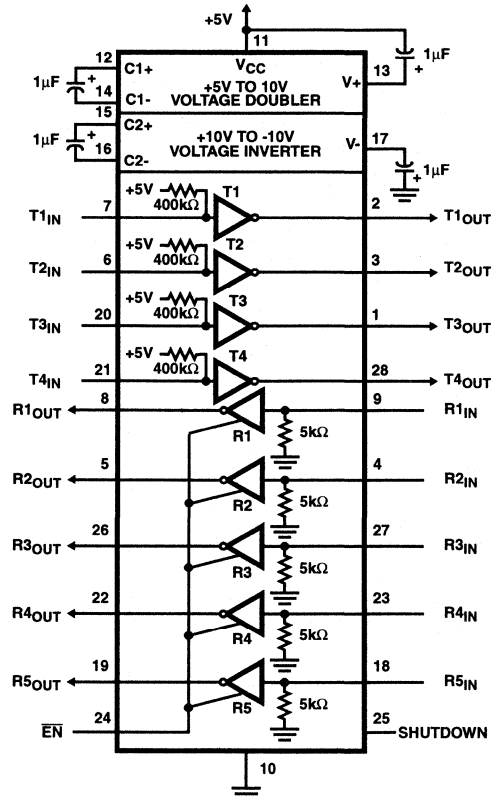 +5V
11
12
C1+
VCC
1µF
+
+5V TO 10V
VOLTAGE DOUBLER
V+
13
+
1µF
14
C1-
15
C2+
+10V TO -10V
VOLTAGE INVERTER
V-
17
1µF
+
16
C2-
+
1µF
+5V
400kΩ
T1
T1IN
7
2
T1OUT
+5V
400kΩ
T2
T2IN
6
3
T2OUT
+5V
400kΩ
T3
T3IN
20
1
T3OUT
+5V
400kΩ
T4
T4IN
21
28
T4OUT
R1OUT
8
9
R1IN
R1
5kΩ
R2OUT
5
4
R2IN
R2
5kΩ
R3OUT
26
27
R3IN
R3
5kΩ
R4OUT
22
23
R4IN
R4
5kΩ
R5OUT
19
18
R5IN
R5
5kΩ
E̅N̅
24
25
SHUTDOWN
10